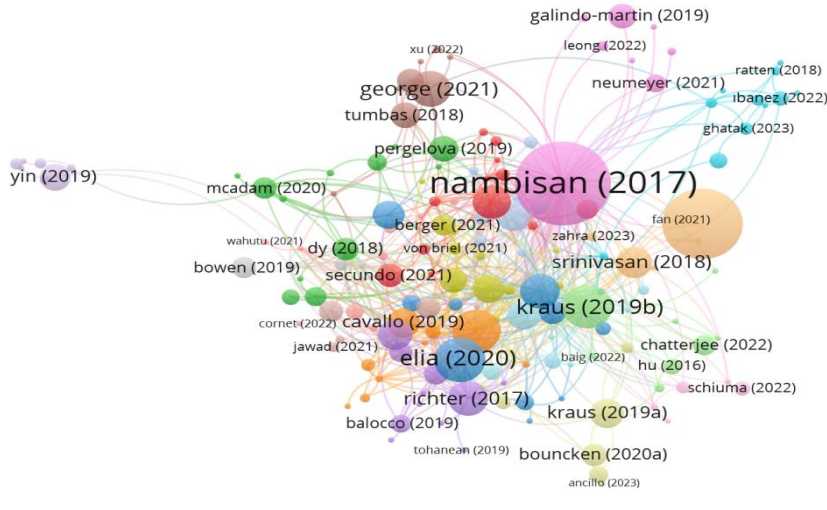 galindo-martin (2019)
leong (2022)
xu (2022)
ratten (2018)
george (2021)
neumeyer (2021)
ibanez (2022)
tumbas (2018)
ghatak (2023)
pergelova (2019)
yin (2019)
mcadam (2020)
nambisan (2017)
berger (2021)
fan (2021)
wahutu (2021)
dy (2018)
von briel (2021)
zahra (2023)
bowen (2019)
secundo (2021)
srinivasan (2018)
kraus (2019b)
cornet (2022)
cavallo (2019)
jawad (2021)
elia (2020)
baig (2022)
chatterjee (2022)
hu (2016)
schiuma (2022)
richter (2017)
kraus (2019a)
balocco (2019)
tohanean (2019)
bouncken (2020a)
ancillo (2023)